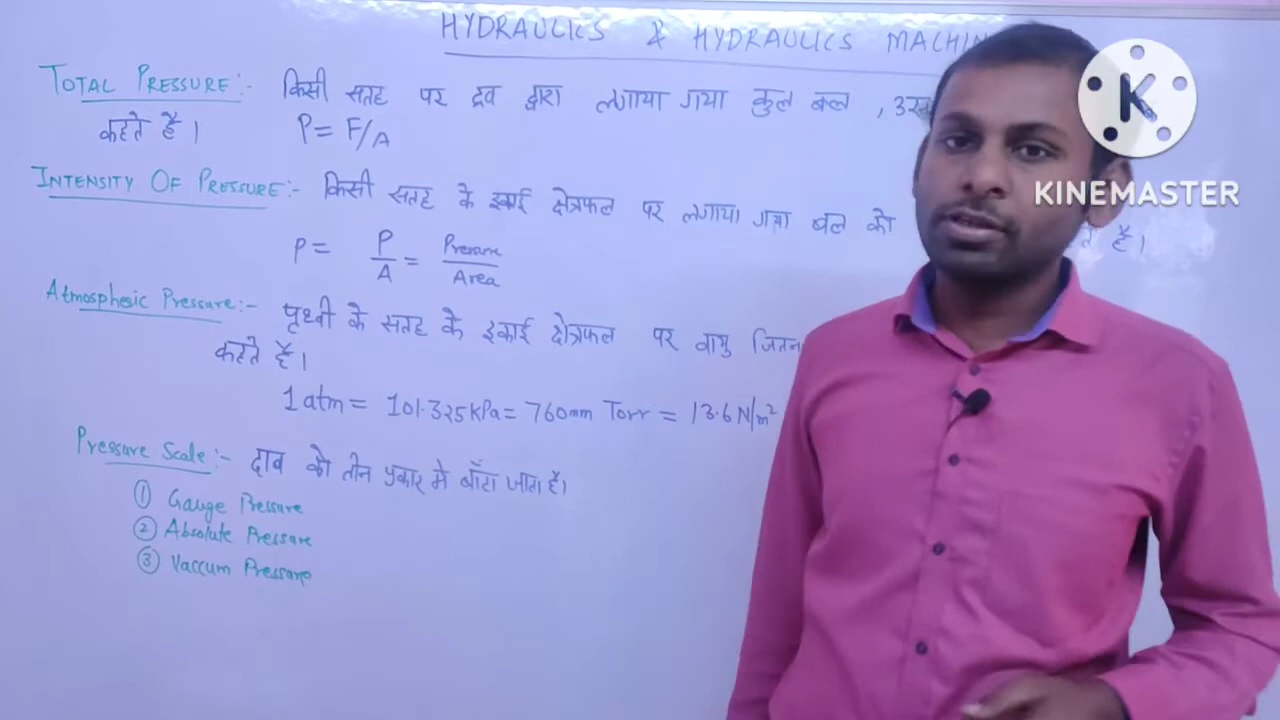 HYDRAULICS & HYDRAULICS MACHIN
TOTAL PRESSURE:- किसी सतह पर द्रव द्वारा लगाया गया कुल बल , उस
कहते है।
P= F/A
INTENSITY OF PRESSURE:- किसी सतह के इकाई क्षेत्रफल पर लगाया गया बल को है।
P = P/A = Pressure/Area
Atmospheric Pressure:- पृथ्वी के सतह के इकाई क्षेत्रफल पर वायु जितन
कहते हैं।
1 atm = 101.325 kPa = 760mm Torr = 13.6 N/m²
Pressure Scale:- दाब को तीन प्रकार मे बाँटा जाता है।
① Gauge Pressure
② Absolute Pressure
③ Vaccum Pressure
K
KINEMASTER